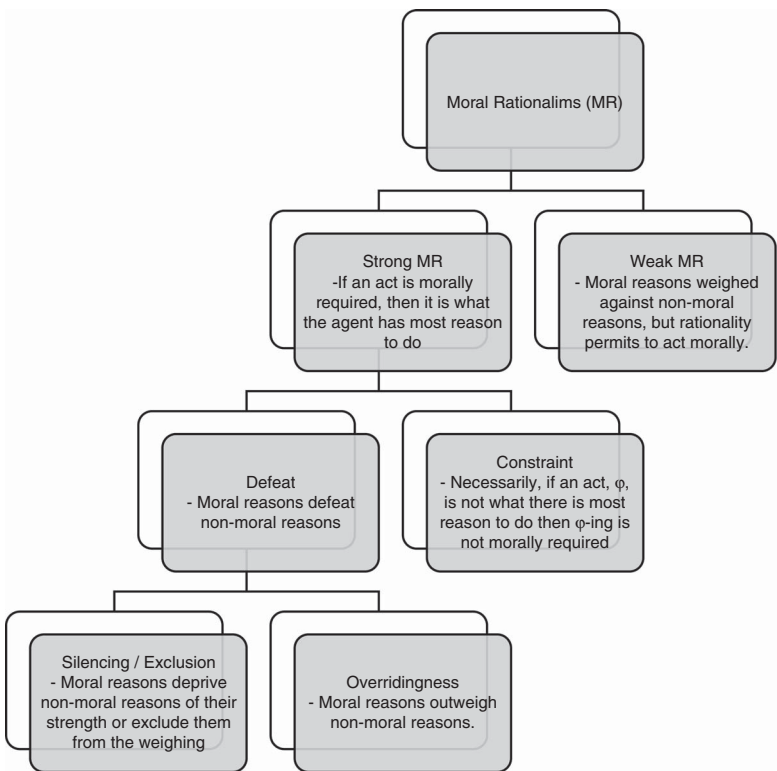 Moral Rationalims (MR)
Strong MR
-If an act is morally
required, then it is what
the agent has most reason
to do
Weak MR
- Moral reasons weighed
against non-moral
reasons, but rationality
permits to act morally.
Defeat
- Moral reasons defeat
non-moral reasons
Constraint
- Necessarily, if an act, φ,
is not what there is most
reason to do then φ-ing is
not morally required
Silencing / Exclusion
- Moral reasons deprive
non-moral reasons of their
strength or exclude them
from the weighing
Overridingness
- Moral reasons outweigh
non-moral reasons.